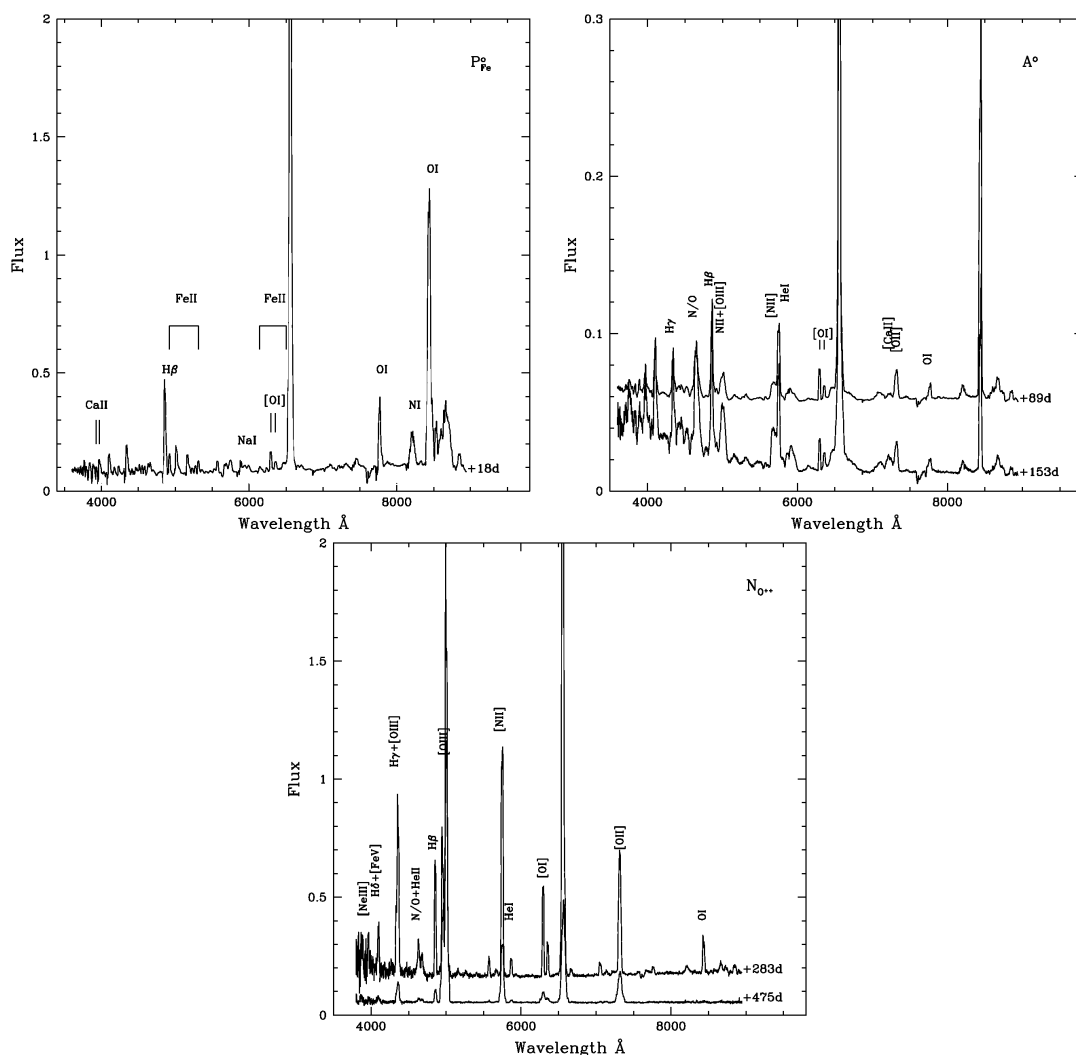 2
1.5
1
0.5
0
Flux
P°Fe
OI
FeII
FeII
Hβ
OI
[OI]
CaII
NI
NaI
+18d
4000
6000
8000
Wavelength Å
0.3
0.2
0.1
0
Flux
A°
Hγ
N/O
Hβ
NII+[OIII]
[NII]
HeI
[OI]
[CaII]
[OII]
OI
+89d
+153d
4000
6000
8000
Wavelength Å
2
1.5
1
0.5
0
Flux
N O++
[NeIII]
Hδ+[FeV]
Hγ+[OIII]
N/O+HeII
Hβ
[OIII]
[NII]
HeI
[OI]
[OII]
OI
+283d
+475d
4000
6000
8000
Wavelength Å